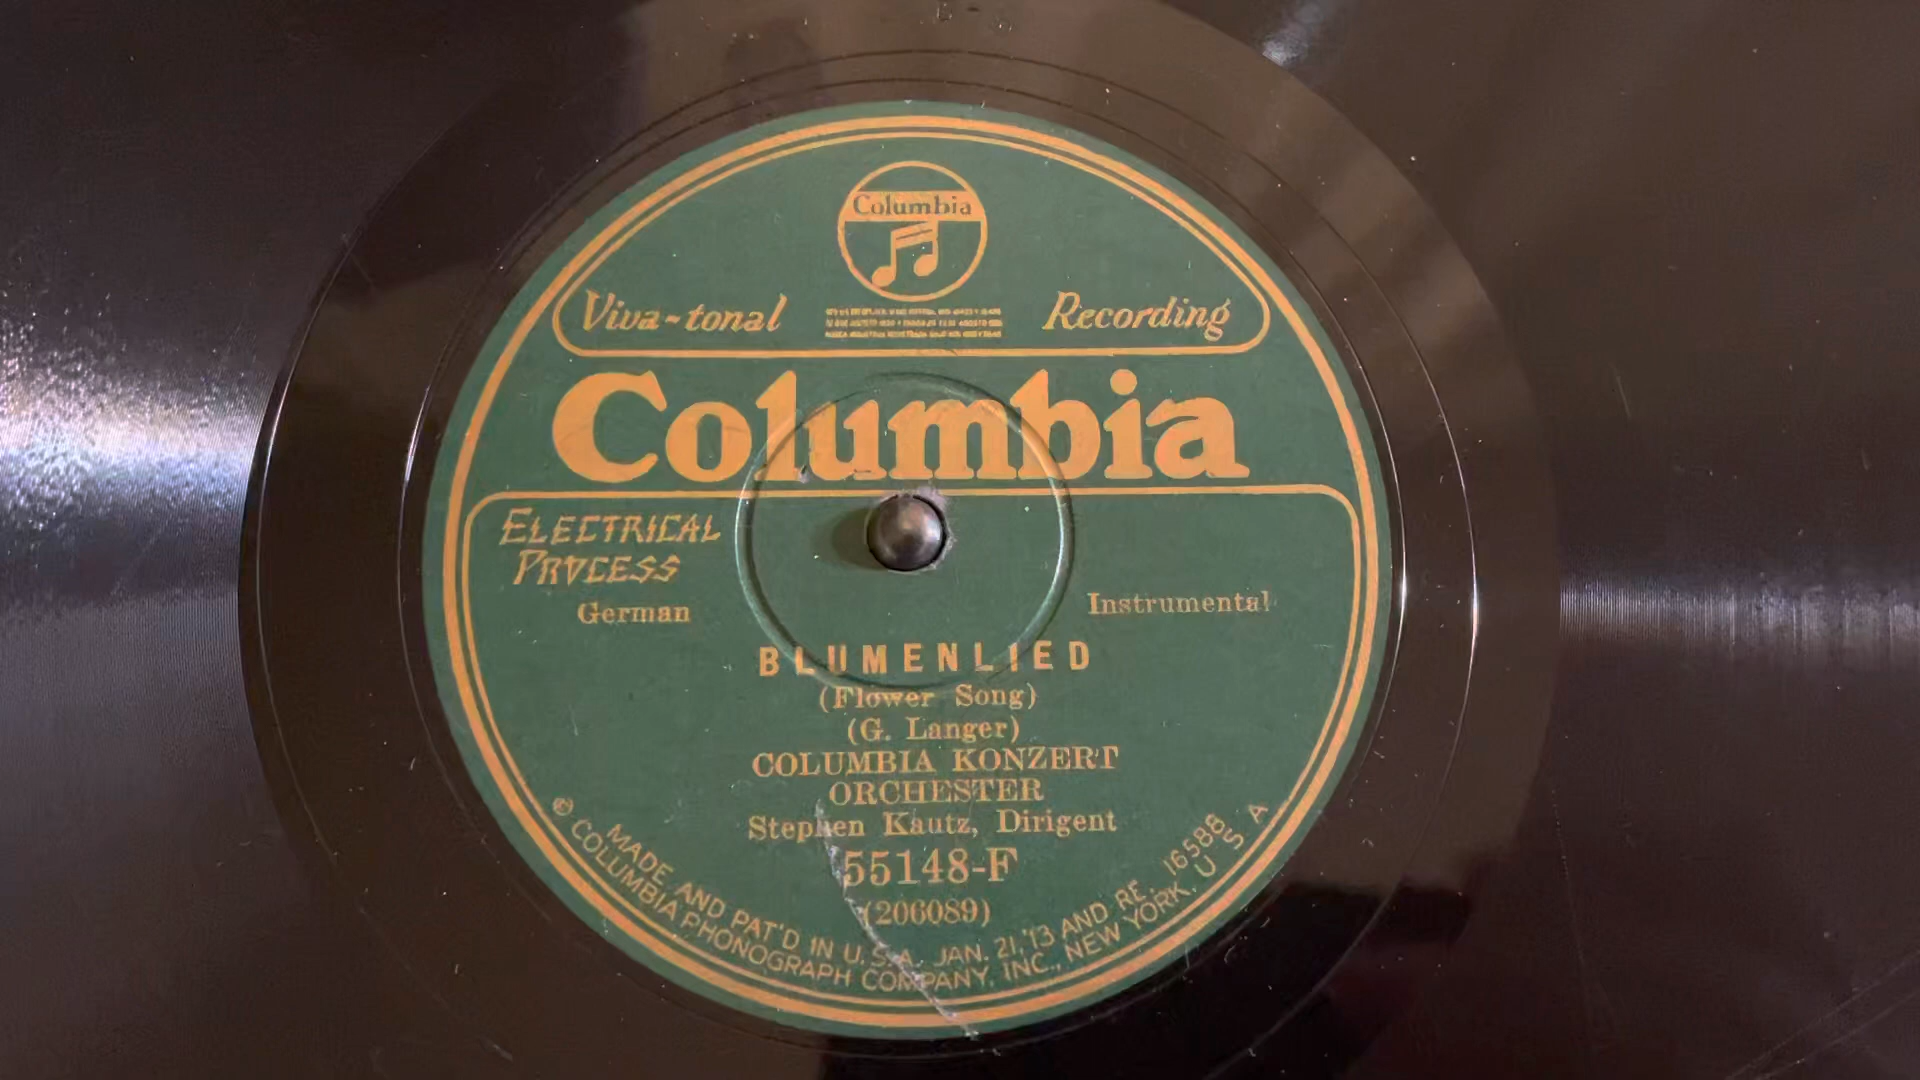 Columbia
Viva-tonal Recording
Columbia
ELECTRICAL
PROCESS
German
Instrumental
BLUMENLIED
(Flower Song)
(G. Langer)
COLUMBIA KONZERT
ORCHESTER
Stephen Kautz, Dirigent
55148-F
(206089)
MADE AND PAT'D IN U.S.A. JAN. 21,'13 AND RE. 16588
℗ COLUMBIA PHONOGRAPH COMPANY, INC., NEW YORK. U S A